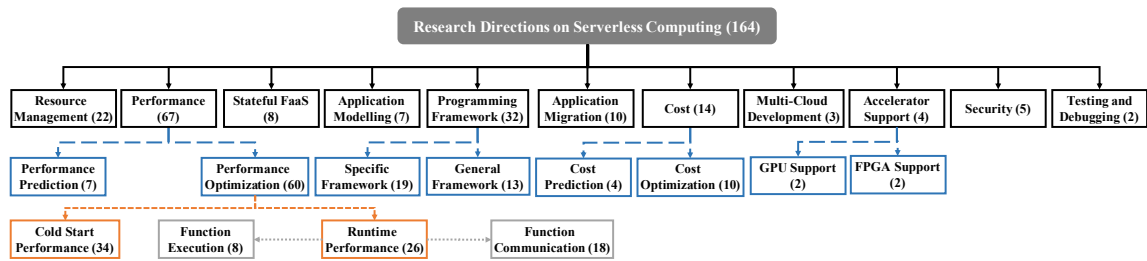 Research Directions on Serverless Computing (164)
Resource
Management (22)
Performance
(67)
Stateful FaaS
(8)
Application
Modelling (7)
Programming
Framework (32)
Application
Migration (10)
Cost (14)
Multi-Cloud
Development (3)
Accelerator
Support (4)
Security (5)
Testing and
Debugging (2)
Performance
Prediction (7)
Performance
Optimization (60)
Specific
Framework (19)
General
Framework (13)
Cost
Prediction (4)
Cost
Optimization (10)
GPU Support
(2)
FPGA Support
(2)
Cold Start
Performance (34)
Function
Execution (8)
Runtime
Performance (26)
Function
Communication (18)